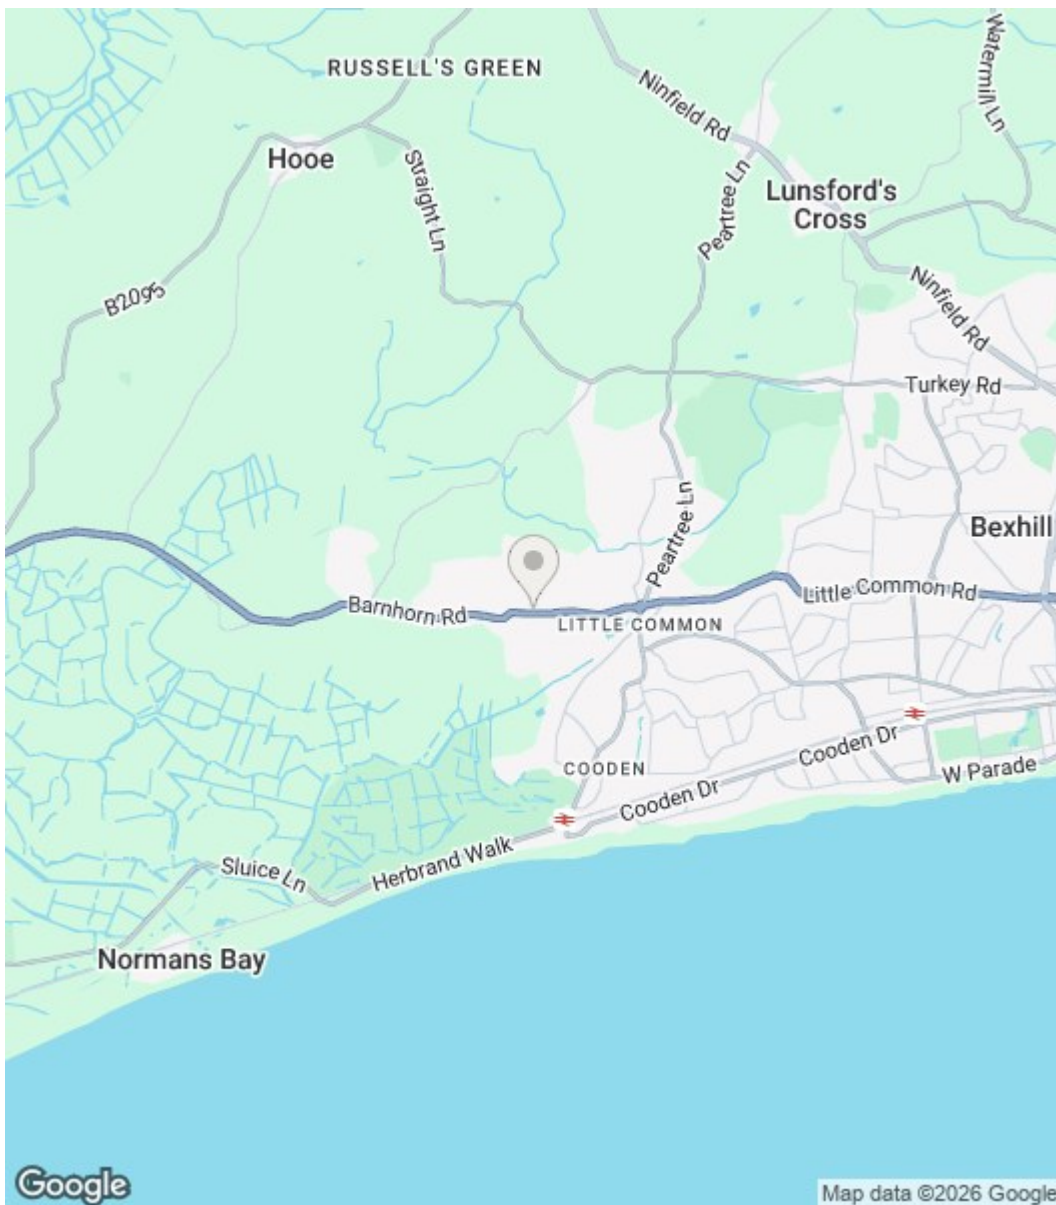 RUSSELL'S GREEN
Ninfield Rd
Watermill Ln
Hooe
Straight Ln
Peartree Ln
Lunsford's
Cross
B2095
Ninfield Rd
Turkey Rd
Peartree Ln
Bexhill
Barnhorn Rd
Little Common Rd
LITTLE COMMON
COODEN
Cooden Dr
Cooden Dr
W Parade
Herbrand Walk
Sluice Ln
Normans Bay
Google
Map data ©2026 Google